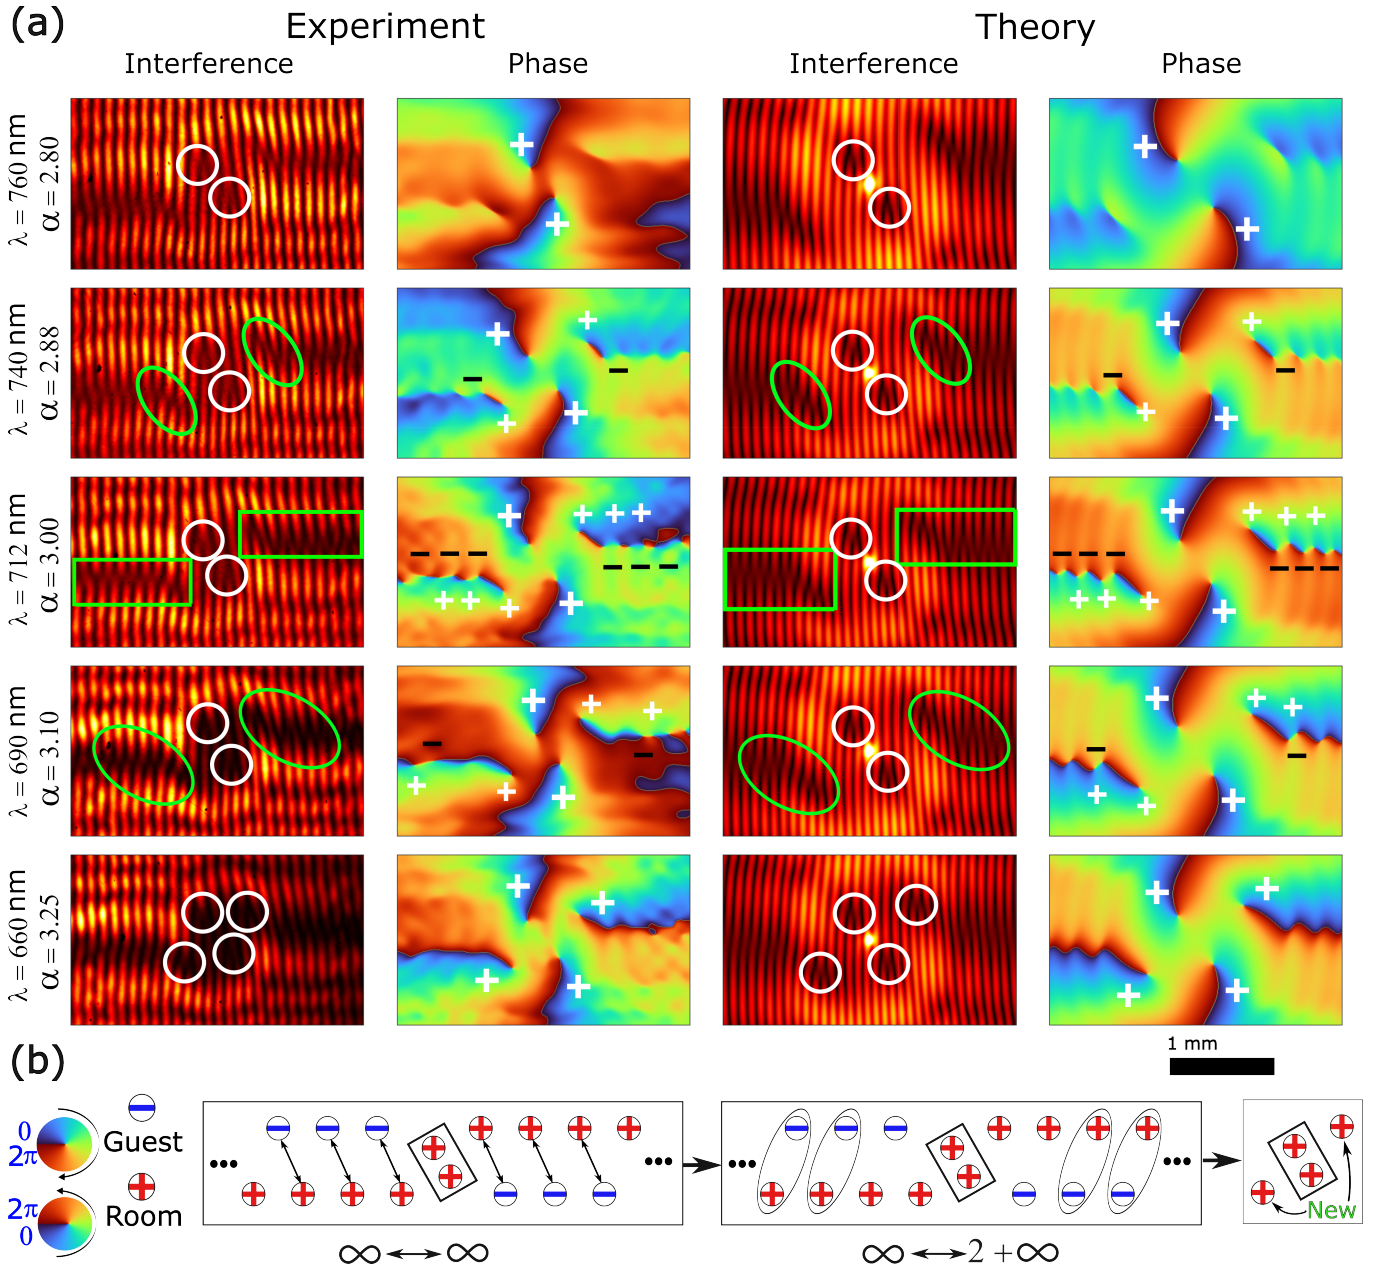 (a)
Experiment
Theory
Interference
Phase
Interference
Phase
λ = 760 nm
α = 2.80
+
+
+
+
λ = 740 nm
α = 2.88
+ +
− −
+ +
+ +
− −
+ +
λ = 712 nm
α = 3.00
+ + + +
− − − − − −
+ + + +
+ + + +
− − − − − −
+ + + +
λ = 690 nm
α = 3.10
+ + +
− −
+ + +
+ + +
− −
+ + +
λ = 660 nm
α = 3.25
+ +
+ +
+ +
+ +
1 mm
(b)
0
2π
− Guest
+ Room
2π
0
− − − + + + + +
••• •••
+ + + + + − − −
∞ ↔ ∞
− − − + + + + +
••• •••
+ + + + + − − −
∞ ↔ 2 + ∞
+ +
+ +
New